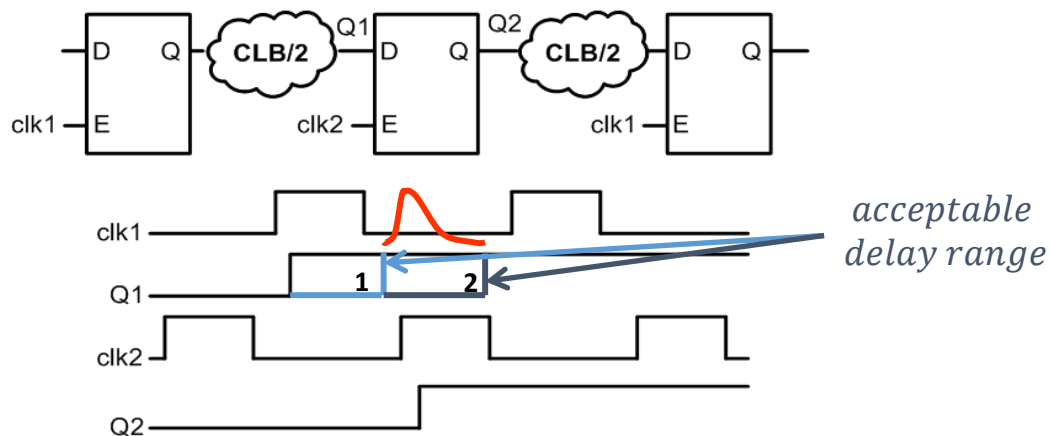 Q1
Q2
D Q
CLB/2
D Q
CLB/2
D Q
clk1 E
clk2 E
clk1 E
clk1
acceptable
delay range
1 2
Q1
clk2
Q2